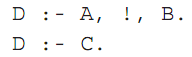 D :- A, !, B.
D :- C.